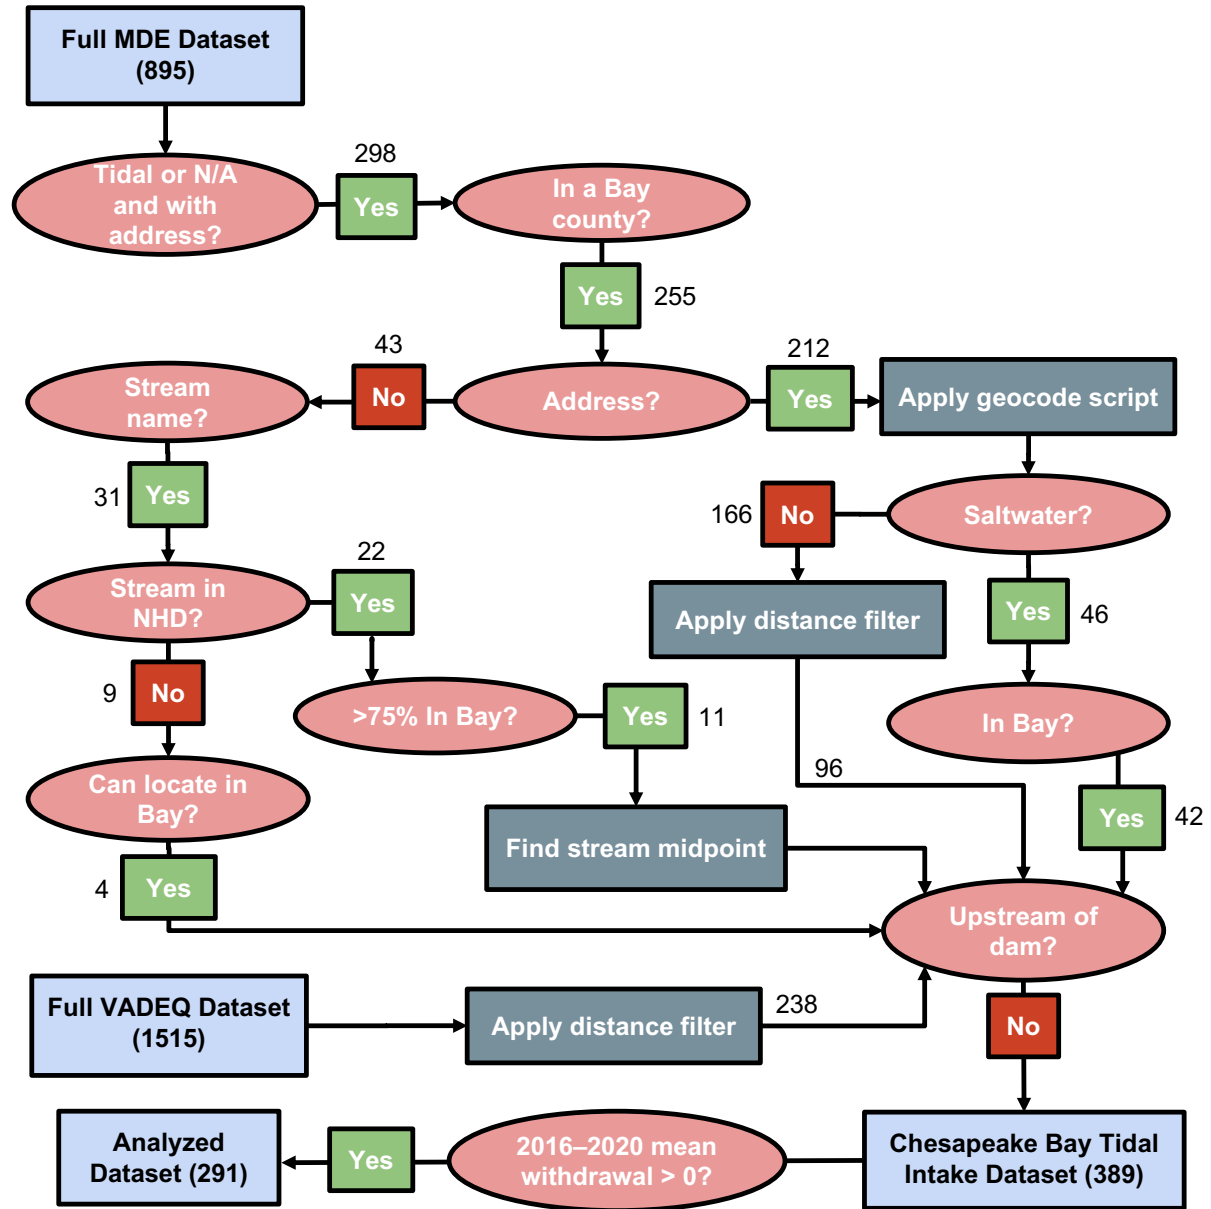 Full MDE Dataset
(895)
Tidal or N/A
and with
address?
298
Yes
In a Bay
county?
Yes
255
43
No
Address?
212
Yes
Apply geocode script
Stream
name?
31
Yes
166
No
Saltwater?
Stream in
NHD?
22
Yes
Apply distance filter
Yes
46
9
No
>75% In Bay?
Yes
11
In Bay?
Can locate in
Bay?
96
Find stream midpoint
Yes
42
4
Yes
Upstream of
dam?
Full VADEQ Dataset
(1515)
Apply distance filter
238
No
Analyzed
Dataset (291)
Yes
2016–2020 mean
withdrawal > 0?
Chesapeake Bay Tidal
Intake Dataset (389)